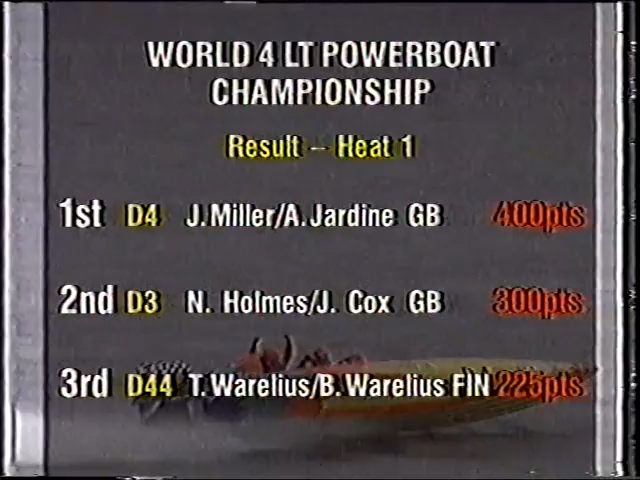 WORLD 4 LT POWERBOAT
CHAMPIONSHIP
Result - Heat 1
1st D4 J. Miller/A. Jardine GB 400pts
2nd D3 N. Holmes/J. Cox GB 300pts
3rd D44 T. Warelius/B. Warelius FIN 225pts